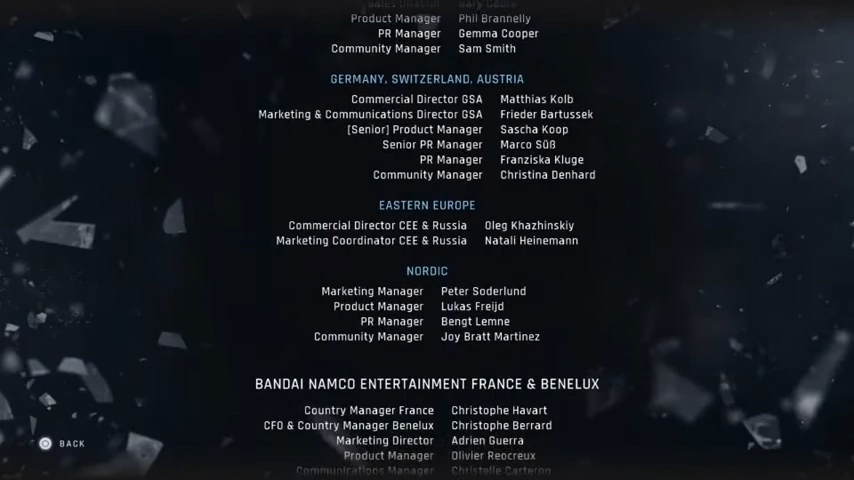 Product Manager Phil Brannelly
PR Manager Gemma Cooper
Community Manager Sam Smith
GERMANY, SWITZERLAND, AUSTRIA
Commercial Director GSA Matthias Kolb
Marketing & Communications Director GSA Frieder Bartussek
[Senior] Product Manager Sascha Koop
Senior PR Manager Marco Süß
PR Manager Franziska Kluge
Community Manager Christina Denhard
EASTERN EUROPE
Commercial Director CEE & Russia Oleg Khazhinskiy
Marketing Coordinator CEE & Russia Natali Heinemann
NORDIC
Marketing Manager Peter Soderlund
Product Manager Lukas Freijd
PR Manager Bengt Lemne
Community Manager Joy Bratt Martinez
BANDAI NAMCO ENTERTAINMENT FRANCE & BENELUX
Country Manager France Christophe Havart
CFO & Country Manager Benelux Christophe Berrard
Marketing Director Adrien Guerra
Product Manager Olivier Reocreux
Communications Manager Christelle Carteron
BACK